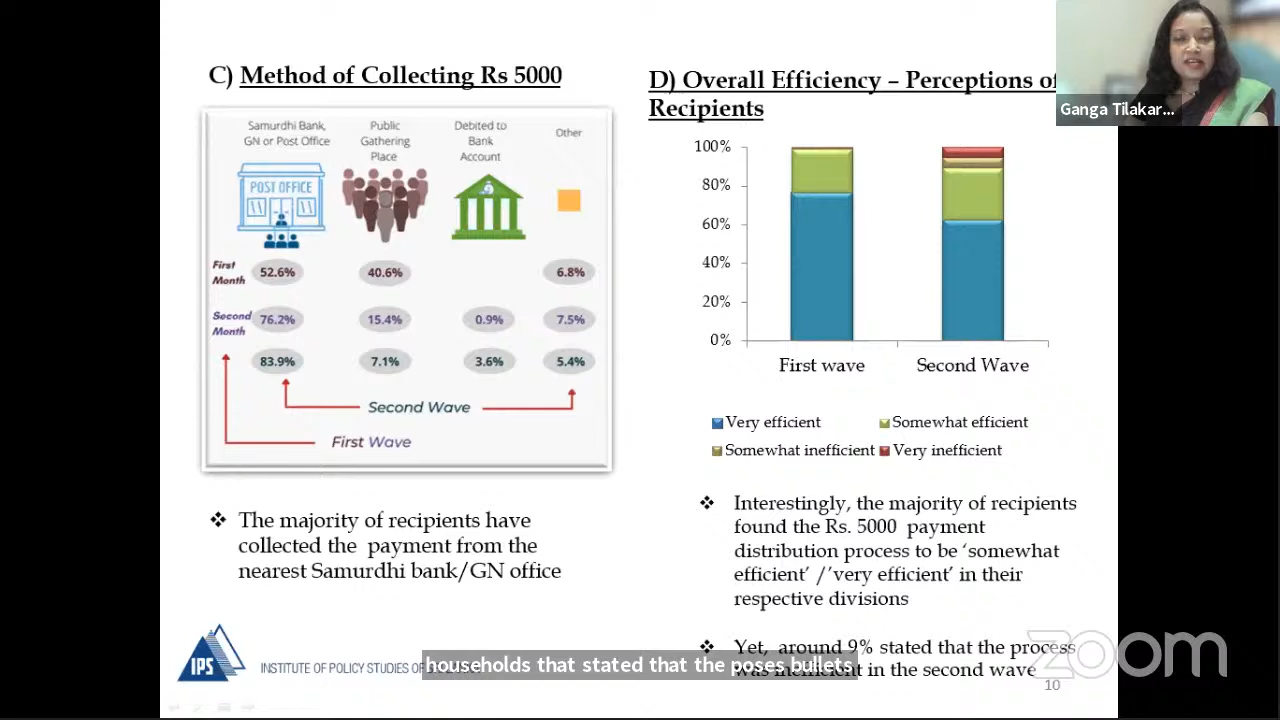 C) Method of Collecting Rs 5000
Samurdhi Bank,
GN or Post Office
Public
Gathering
Place
Debited to
Bank
Account
Other
POST OFFICE
First
Month
52.6%
40.6%
6.8%
Second
Month
76.2%
15.4%
0.9%
7.5%
83.9%
7.1%
3.6%
5.4%
Second Wave
First Wave
❖ The majority of recipients have
collected the payment from the
nearest Samurdhi bank/GN office
D) Overall Efficiency – Perceptions of
Recipients
100%
80%
60%
40%
20%
0%
First wave
Second Wave
Very efficient
Somewhat efficient
Somewhat inefficient
Very inefficient
❖ Interestingly, the majority of recipients
found the Rs. 5000 payment
distribution process to be ‘somewhat
efficient’ /’very efficient’ in their
respective divisions
❖ Yet, around 9% stated that the process
was inefficient in the second wave
IPS
INSTITUTE OF POLICY STUDIES OF
households that stated that the poses bullets
10
Ganga Tilakar...
zoom